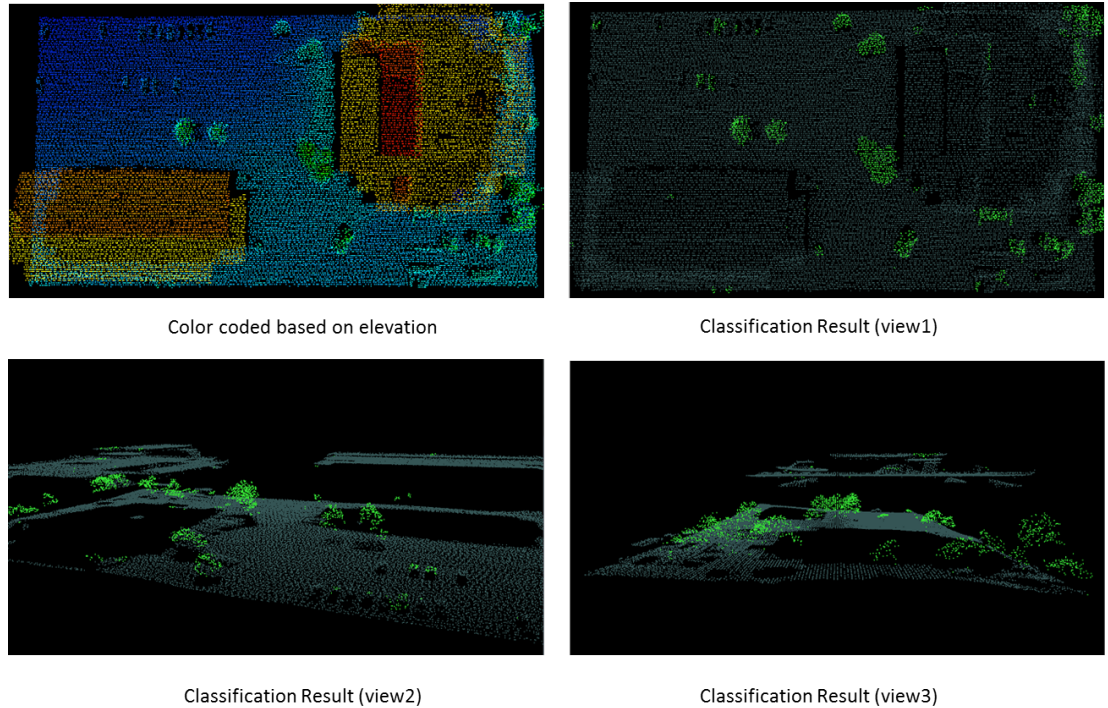 Color coded based on elevation
Classification Result (view1)
Classification Result (view2)
Classification Result (view3)